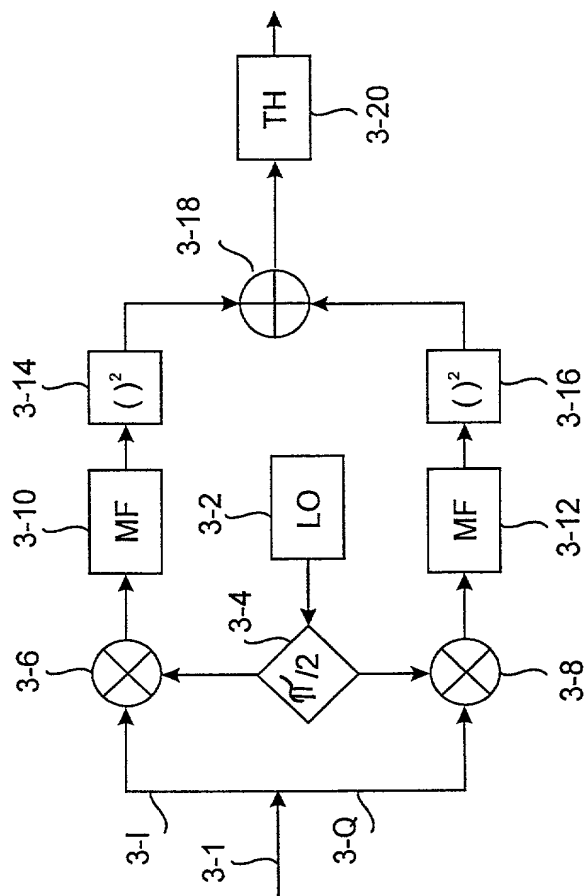 3-1
3-I
3-Q
3-6
3-8
3-4
π/2
3-2
LO
3-10
MF
3-12
MF
3-14
( )²
3-16
( )²
3-18
TH
3-20